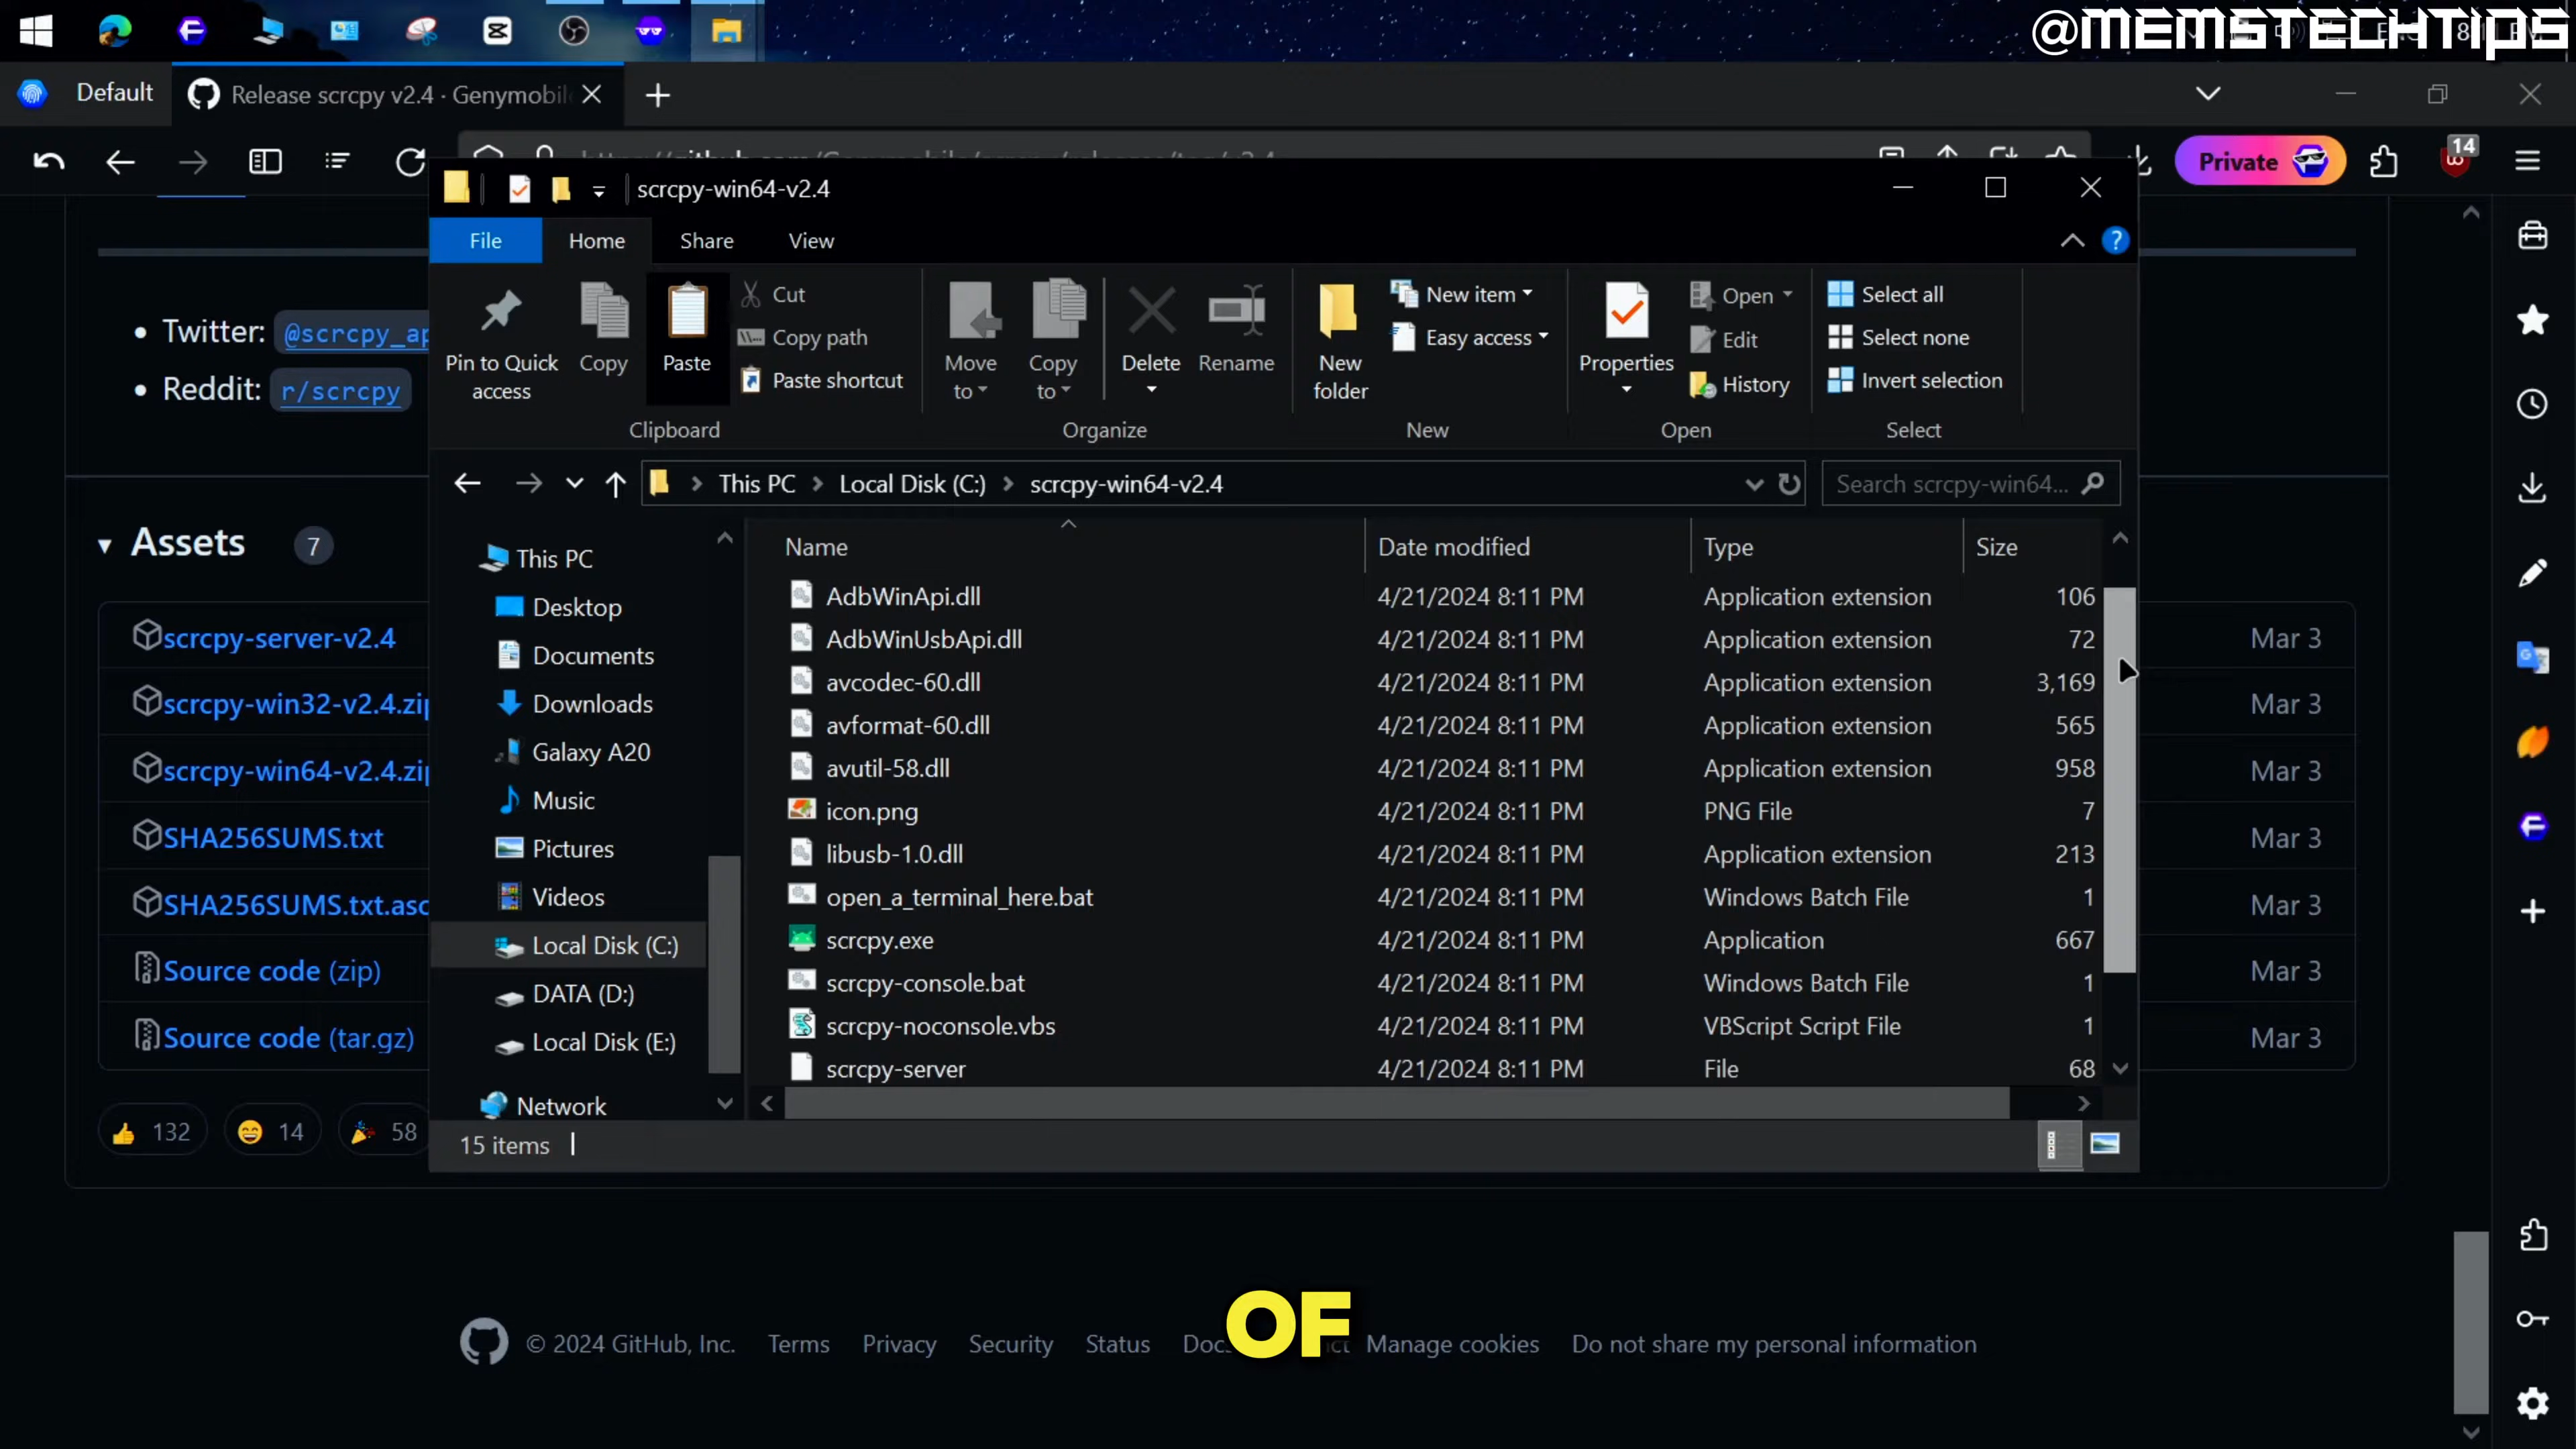 @MEMSTECHTIPS
Default
Release scrcpy v2.4 · Genymobil
Private
14
scrcpy-win64-v2.4
File
Home
Share
View
Pin to Quick access
Copy
Paste
Cut
Copy path
Paste shortcut
Move to
Copy to
Delete
Rename
New folder
New item
Easy access
Properties
Open
Edit
History
Select all
Select none
Invert selection
Clipboard
Organize
New
Open
Select
This PC
Local Disk (C:)
scrcpy-win64-v2.4
Search scrcpy-win64...
Twitter: @scrcpy_ap
Reddit: r/scrcpy
Assets 7
scrcpy-server-v2.4
Mar 3
scrcpy-win32-v2.4.zip
Mar 3
scrcpy-win64-v2.4.zip
Mar 3
SHA256SUMS.txt
Mar 3
SHA256SUMS.txt.asc
Mar 3
Source code (zip)
Mar 3
Source code (tar.gz)
Mar 3
132
14
58
This PC
Desktop
Documents
Downloads
Galaxy A20
Music
Pictures
Videos
Local Disk (C:)
DATA (D:)
Local Disk (E:)
Network
Name Date modified Type Size
AdbWinApi.dll 4/21/2024 8:11 PM Application extension 106
AdbWinUsbApi.dll 4/21/2024 8:11 PM Application extension 72
avcodec-60.dll 4/21/2024 8:11 PM Application extension 3,169
avformat-60.dll 4/21/2024 8:11 PM Application extension 565
avutil-58.dll 4/21/2024 8:11 PM Application extension 958
icon.png 4/21/2024 8:11 PM PNG File 7
libusb-1.0.dll 4/21/2024 8:11 PM Application extension 213
open_a_terminal_here.bat 4/21/2024 8:11 PM Windows Batch File 1
scrcpy.exe 4/21/2024 8:11 PM Application 667
scrcpy-console.bat 4/21/2024 8:11 PM Windows Batch File 1
scrcpy-noconsole.vbs 4/21/2024 8:11 PM VBScript Script File 1
scrcpy-server 4/21/2024 8:11 PM File 68
15 items
OF
© 2024 GitHub, Inc. Terms Privacy Security Status Manage cookies Do not share my personal information